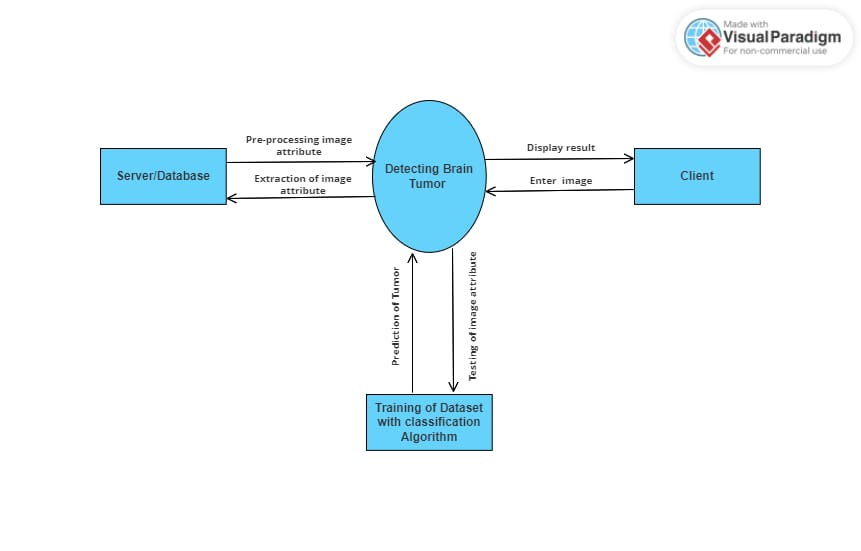 Made with
Visual Paradigm
For non-commercial use
Pre-processing image
attribute
Display result
Server/Database
Detecting Brain
Tumor
Client
Extraction of image
attribute
Enter image
Prediction of Tumor
Testing of image attribute
Training of Dataset
with classification
Algorithm